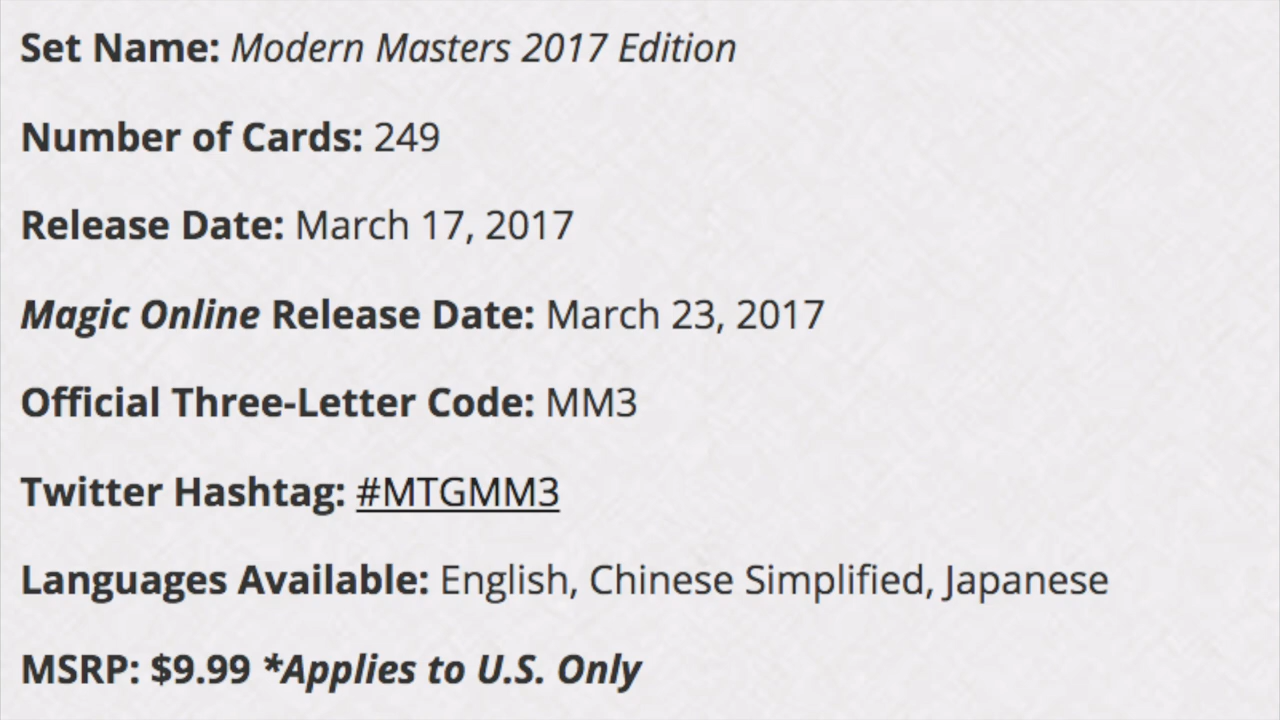 Set Name: Modern Masters 2017 Edition
Number of Cards: 249
Release Date: March 17, 2017
Magic Online Release Date: March 23, 2017
Official Three-Letter Code: MM3
Twitter Hashtag: #MTGMM3
Languages Available: English, Chinese Simplified, Japanese
MSRP: $9.99 *Applies to U.S. Only